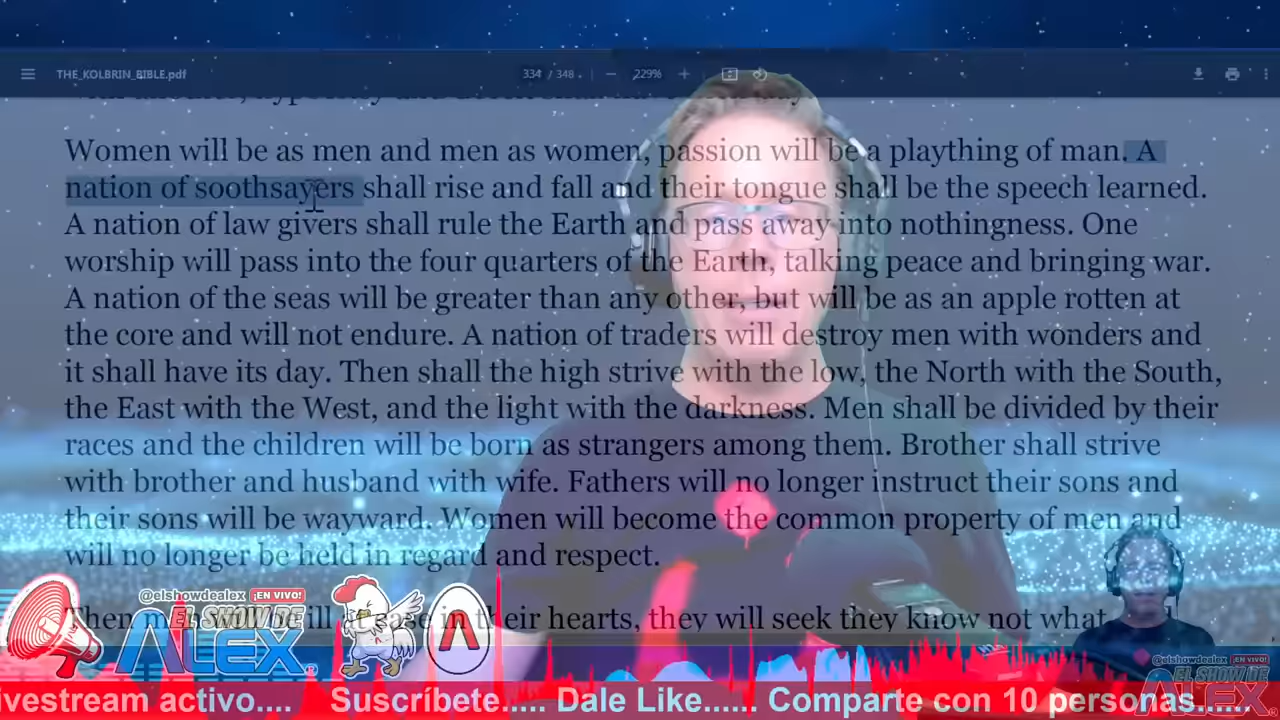 THE_KOLBRIN_BIBLE.pdf
334 / 348
229%
Women will be as men and men as women, passion will be a plaything of man. A
nation of soothsayers shall rise and fall and their tongue shall be the speech learned.
A nation of law givers shall rule the Earth and pass away into nothingness. One
worship will pass into the four quarters of the Earth, talking peace and bringing war.
A nation of the seas will be greater than any other, but will be as an apple rotten at
the core and will not endure. A nation of traders will destroy men with wonders and
it shall have its day. Then shall the high strive with the low, the North with the South,
the East with the West, and the light with the darkness. Men shall be divided by their
races and the children will be born as strangers among them. Brother shall strive
with brother and husband with wife. Fathers will no longer instruct their sons and
their sons will be wayward. Women will become the common property of men and
will no longer be held in regard and respect.
Then their hearts, they will seek they know not what
@elshowdealex ¡EN VIVO!
EL SHOW DE
ALEX
@elshowdealex ¡EN VIVO!
EL SHOW DE
ALEX
ivestream activo.... Suscríbete..... Dale Like...... Comparte con 10 personas.....